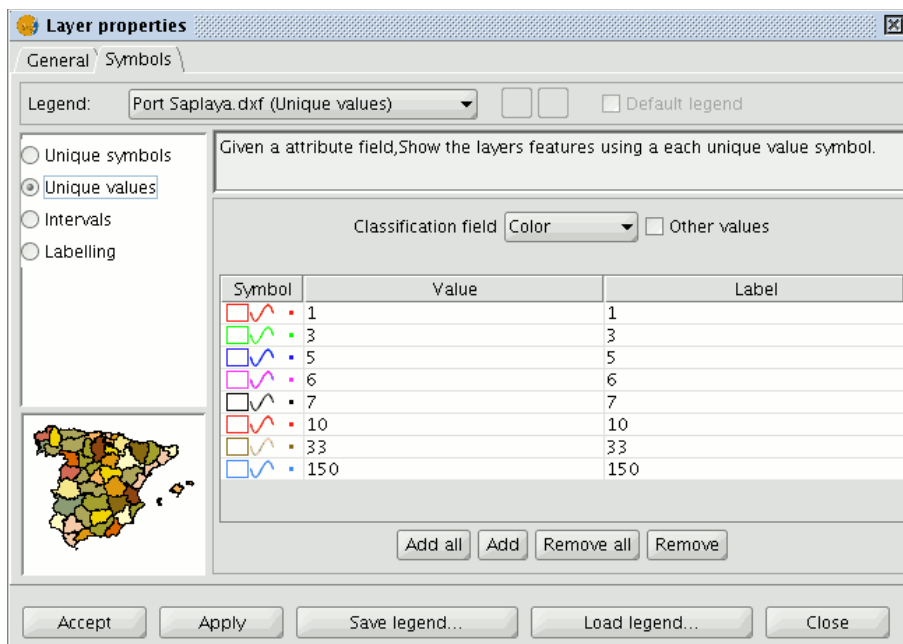 Layer properties
General Symbols
Legend: Port Saplaya.dxf (Unique values) Default legend
Unique symbols
Unique values
Intervals
Labelling
Given a attribute field,Show the layers features using a each unique value symbol.
Classification field Color Other values
Symbol Value Label
1 1
3 3
5 5
6 6
7 7
10 10
33 33
150 150
Add all Add Remove all Remove
Accept Apply Save legend... Load legend... Close